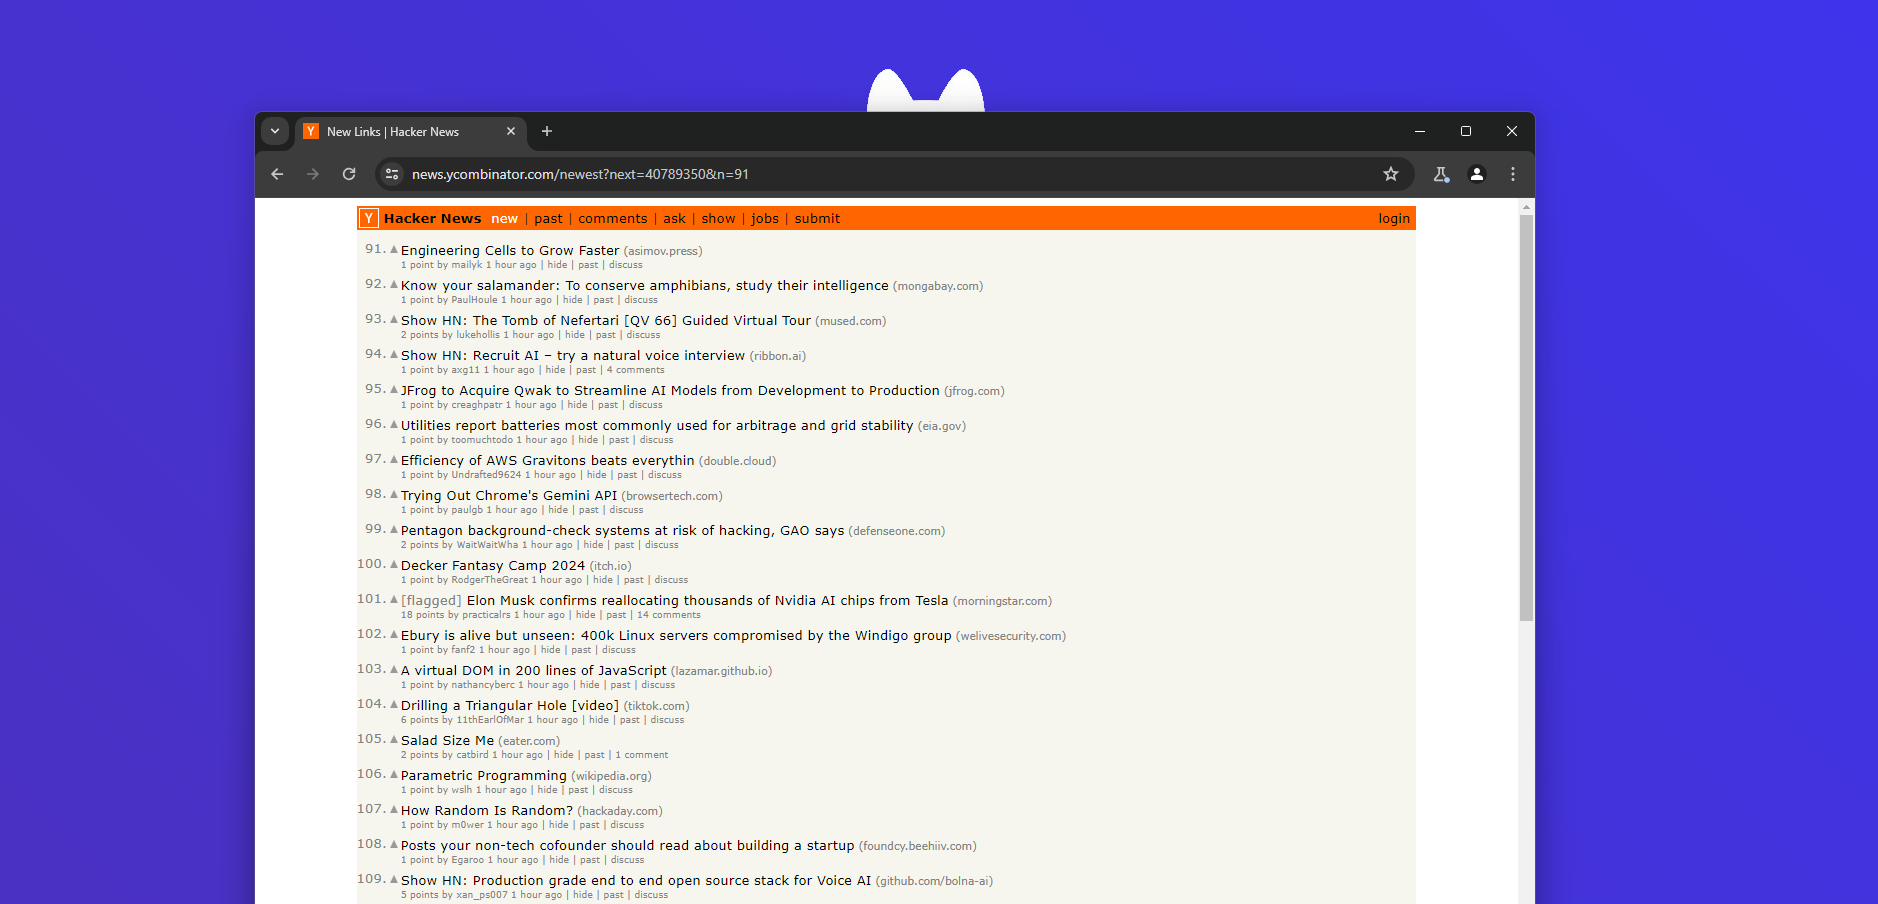 New Links | Hacker News
news.ycombinator.com/newest?next=40789350&n=91
Y Hacker News new | past | comments | ask | show | jobs | submit login
91. Engineering Cells to Grow Faster (asimov.press)
1 point by mailyk 1 hour ago | hide | past | discuss
92. Know your salamander: To conserve amphibians, study their intelligence (mongabay.com)
1 point by PaulHoule 1 hour ago | hide | past | discuss
93. Show HN: The Tomb of Nefertari [QV 66] Guided Virtual Tour (mused.com)
2 points by lukehollis 1 hour ago | hide | past | discuss
94. Show HN: Recruit AI – try a natural voice interview (ribbon.ai)
1 point by axg11 1 hour ago | hide | past | 4 comments
95. JFrog to Acquire Qwak to Streamline AI Models from Development to Production (jfrog.com)
1 point by creaghpatr 1 hour ago | hide | past | discuss
96. Utilities report batteries most commonly used for arbitrage and grid stability (eia.gov)
1 point by toomuchtodo 1 hour ago | hide | past | discuss
97. Efficiency of AWS Gravitons beats everythin (double.cloud)
1 point by Undrafted9624 1 hour ago | hide | past | discuss
98. Trying Out Chrome's Gemini API (browsertech.com)
1 point by paulgb 1 hour ago | hide | past | discuss
99. Pentagon background-check systems at risk of hacking, GAO says (defenseone.com)
2 points by WaitWaitWha 1 hour ago | hide | past | discuss
100. Decker Fantasy Camp 2024 (itch.io)
1 point by RodgerTheGreat 1 hour ago | hide | past | discuss
101. [flagged] Elon Musk confirms reallocating thousands of Nvidia AI chips from Tesla (morningstar.com)
18 points by practicalrs 1 hour ago | hide | past | 14 comments
102. Ebury is alive but unseen: 400k Linux servers compromised by the Windigo group (welivesecurity.com)
1 point by fanf2 1 hour ago | hide | past | discuss
103. A virtual DOM in 200 lines of JavaScript (lazamar.github.io)
1 point by nathancyberc 1 hour ago | hide | past | discuss
104. Drilling a Triangular Hole [video] (tiktok.com)
6 points by 11thEarlOfMar 1 hour ago | hide | past | discuss
105. Salad Size Me (eater.com)
2 points by catbird 1 hour ago | hide | past | 1 comment
106. Parametric Programming (wikipedia.org)
1 point by wslh 1 hour ago | hide | past | discuss
107. How Random Is Random? (hackaday.com)
1 point by m0wer 1 hour ago | hide | past | discuss
108. Posts your non-tech cofounder should read about building a startup (foundcy.beehiiv.com)
1 point by Egaroo 1 hour ago | hide | past | discuss
109. Show HN: Production grade end to end open source stack for Voice AI (github.com/bolna-ai)
5 points by xan_ps007 1 hour ago | hide | past | discuss